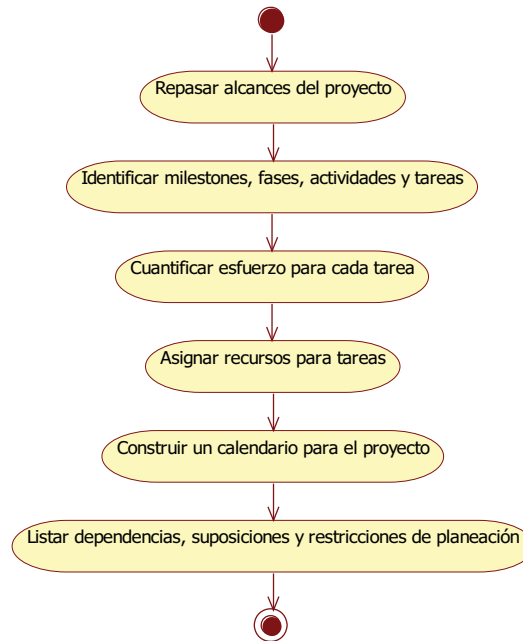 Repasar alcances del proyecto
Identificar milestones, fases, actividades y tareas
Cuantificar esfuerzo para cada tarea
Asignar recursos para tareas
Construir un calendario para el proyecto
Listar dependencias, suposiciones y restricciones de planeación